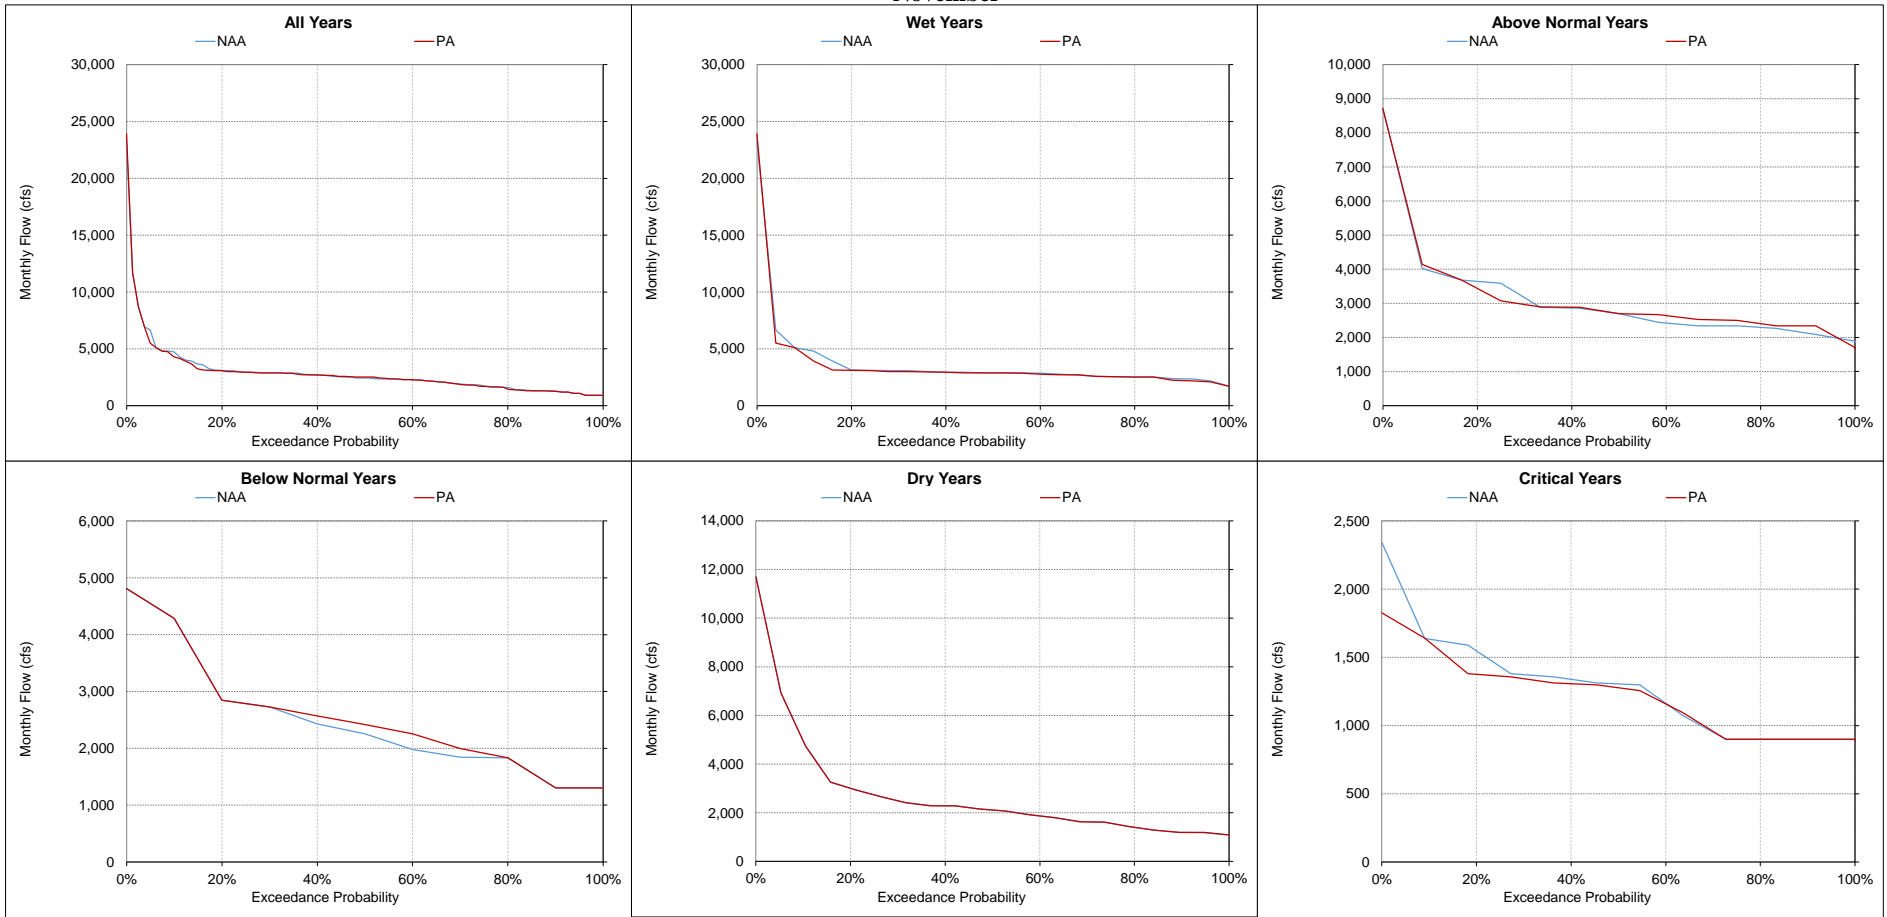 All Years
NAA PA
30,000
25,000
20,000
15,000
10,000
5,000
0
Monthly Flow (cfs)
0% 20% 40% 60% 80% 100%
Exceedance Probability
Wet Years
NAA PA
30,000
25,000
20,000
15,000
10,000
5,000
0
Monthly Flow (cfs)
0% 20% 40% 60% 80% 100%
Exceedance Probability
Above Normal Years
NAA PA
10,000
9,000
8,000
7,000
6,000
5,000
4,000
3,000
2,000
1,000
0
Monthly Flow (cfs)
0% 20% 40% 60% 80% 100%
Exceedance Probability
Below Normal Years
NAA PA
6,000
5,000
4,000
3,000
2,000
1,000
0
Monthly Flow (cfs)
0% 20% 40% 60% 80% 100%
Exceedance Probability
Dry Years
NAA PA
14,000
12,000
10,000
8,000
6,000
4,000
2,000
0
Monthly Flow (cfs)
0% 20% 40% 60% 80% 100%
Exceedance Probability
Critical Years
NAA PA
2,500
2,000
1,500
1,000
500
0
Monthly Flow (cfs)
0% 20% 40% 60% 80% 100%
Exceedance Probability